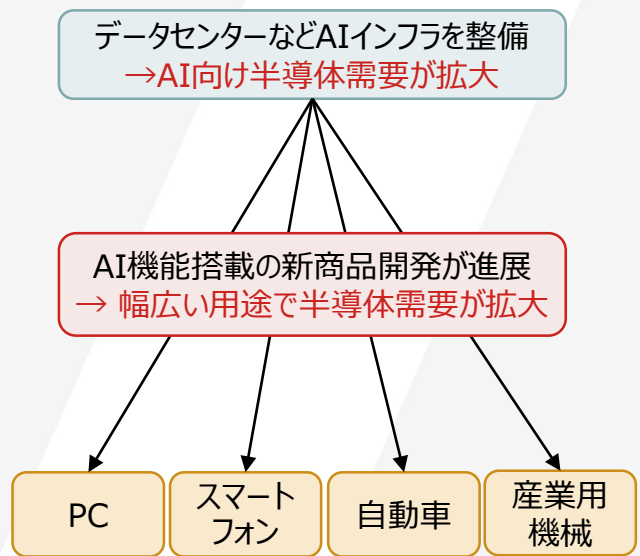 データセンターなどAIインフラを整備
→AI向け半導体需要が拡大
AI機能搭載の新商品開発が進展
→ 幅広い用途で半導体需要が拡大
PC
スマート
フォン
自動車
産業用
機械